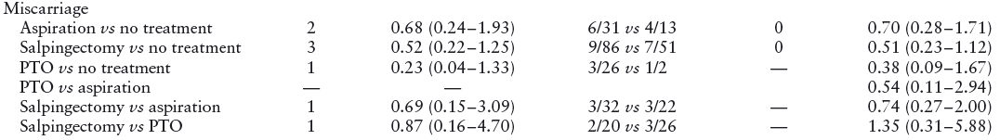 Miscarriage
Aspiration vs no treatment 2 0.68 (0.24–1.93) 6/31 vs 4/13 0 0.70 (0.28–1.71)
Salpingectomy vs no treatment 3 0.52 (0.22–1.25) 9/86 vs 7/51 0 0.51 (0.23–1.12)
PTO vs no treatment 1 0.23 (0.04–1.33) 3/26 vs 1/2 — 0.38 (0.09–1.67)
PTO vs aspiration — — 0.54 (0.11–2.94)
Salpingectomy vs aspiration 1 0.69 (0.15–3.09) 3/32 vs 3/22 — 0.74 (0.27–2.00)
Salpingectomy vs PTO 1 0.87 (0.16–4.70) 2/20 vs 3/26 — 1.35 (0.31–5.88)